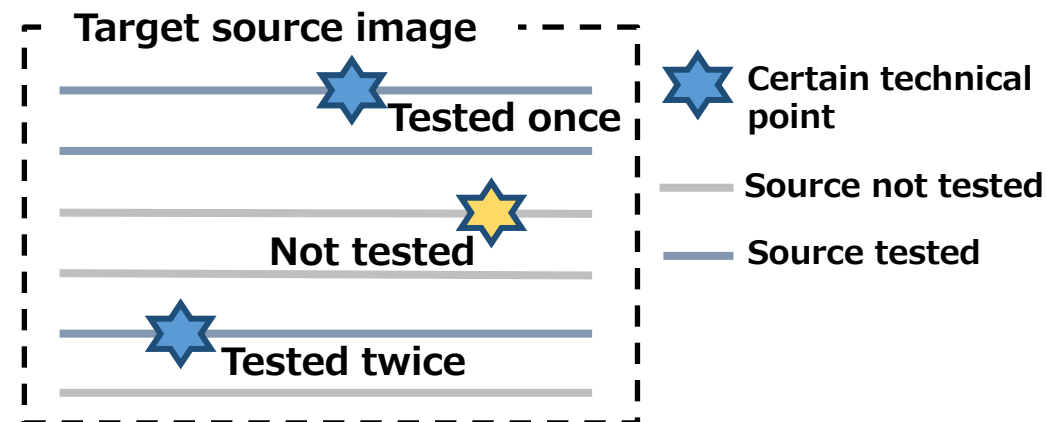 Target source image
Tested once
Not tested
Tested twice
Certain technical
point
Source not tested
Source tested